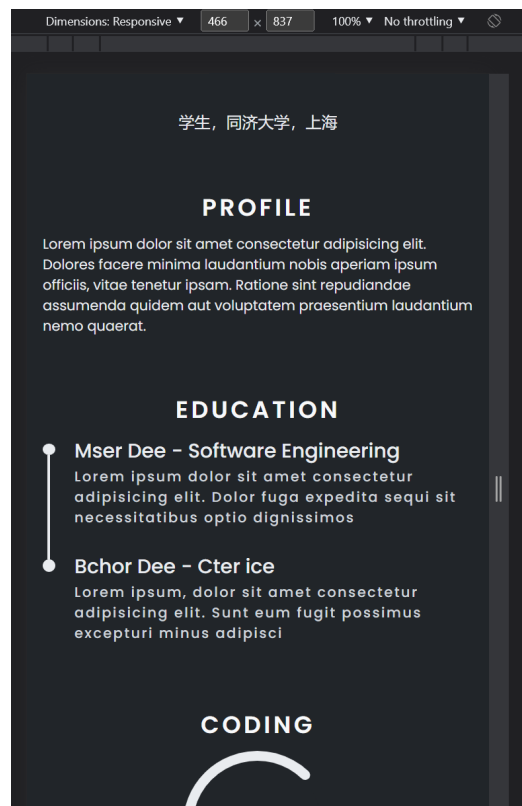 Dimensions: Responsive ▼ 466 × 837 100% ▼ No throttling ▼
学生，同济大学，上海
PROFILE
Lorem ipsum dolor sit amet consectetur adipisicing elit.
Dolores facere minima laudantium nobis aperiam ipsum
officiis, vitae tenetur ipsam. Ratione sint repudiandae
assumenda quidem aut voluptatem praesentium laudantium
nemo quaerat.
EDUCATION
Mser Dee - Software Engineering
Lorem ipsum dolor sit amet consectetur
adipisicing elit. Dolor fuga expedita sequi sit
necessitatibus optio dignissimos
Bchor Dee - Cter ice
Lorem ipsum, dolor sit amet consectetur
adipisicing elit. Sunt eum fugit possimus
excepturi minus adipisci
CODING